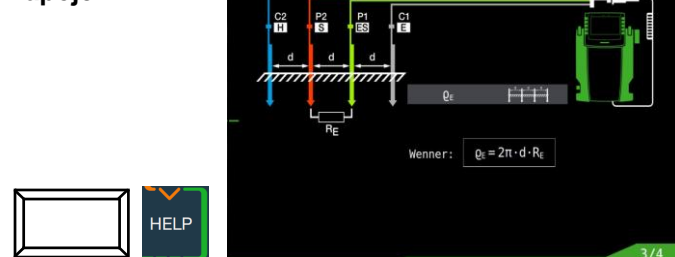 C2 P2 P1 C1
H S ES E
d d d
ϱE
RE
Wenner: ϱE = 2π·d·RE
HELP
3/4